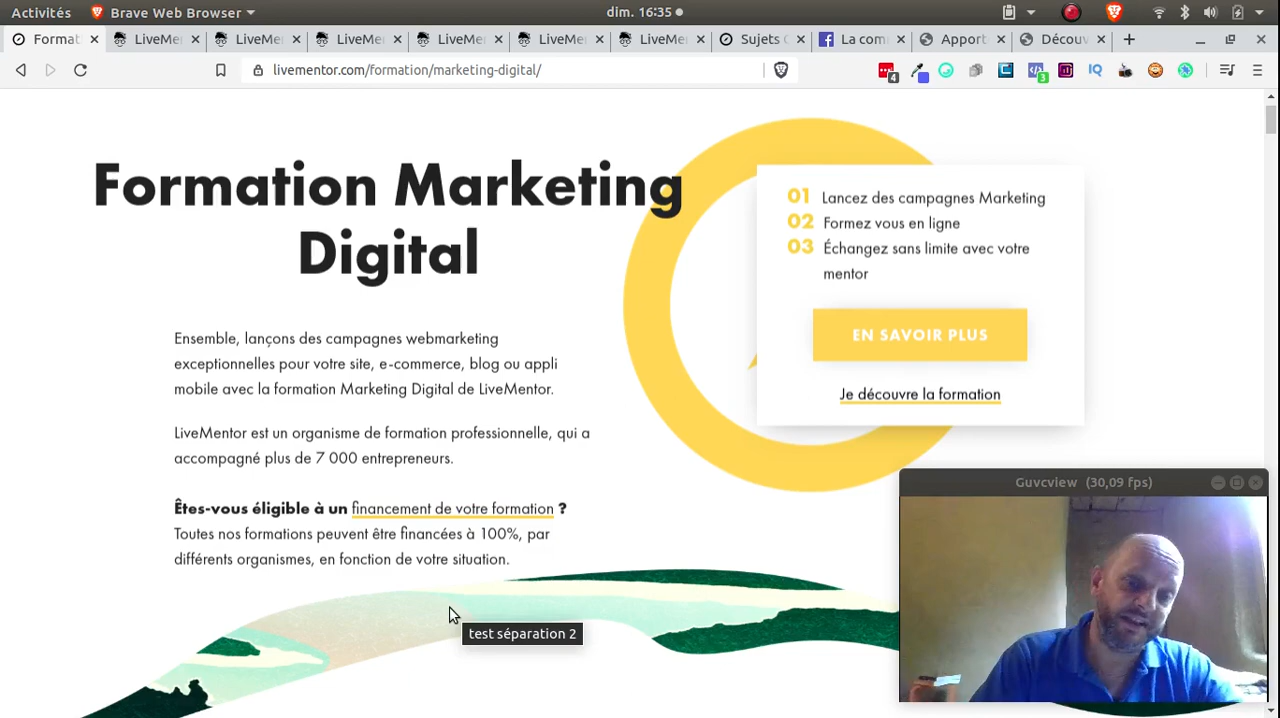 Activités
Brave Web Browser
dim. 16:35
Format
LiveMen
LiveMe
LiveMe
LiveMe
LiveMe
LiveMe
Sujets
La com
Apport
Découv
livementor.com/formation/marketing-digital/
4
3
IQ
Formation Marketing
Digital
01 Lancez des campagnes Marketing
02 Formez vous en ligne
03 Échangez sans limite avec votre
mentor
EN SAVOIR PLUS
Je découvre la formation
Ensemble, lançons des campagnes webmarketing
exceptionnelles pour votre site, e-commerce, blog ou appli
mobile avec la formation Marketing Digital de LiveMentor.
LiveMentor est un organisme de formation professionnelle, qui a
accompagné plus de 7 000 entrepreneurs.
Êtes-vous éligible à un financement de votre formation ?
Toutes nos formations peuvent être financées à 100%, par
différents organismes, en fonction de votre situation.
test séparation 2
Guvcview (30,09 fps)